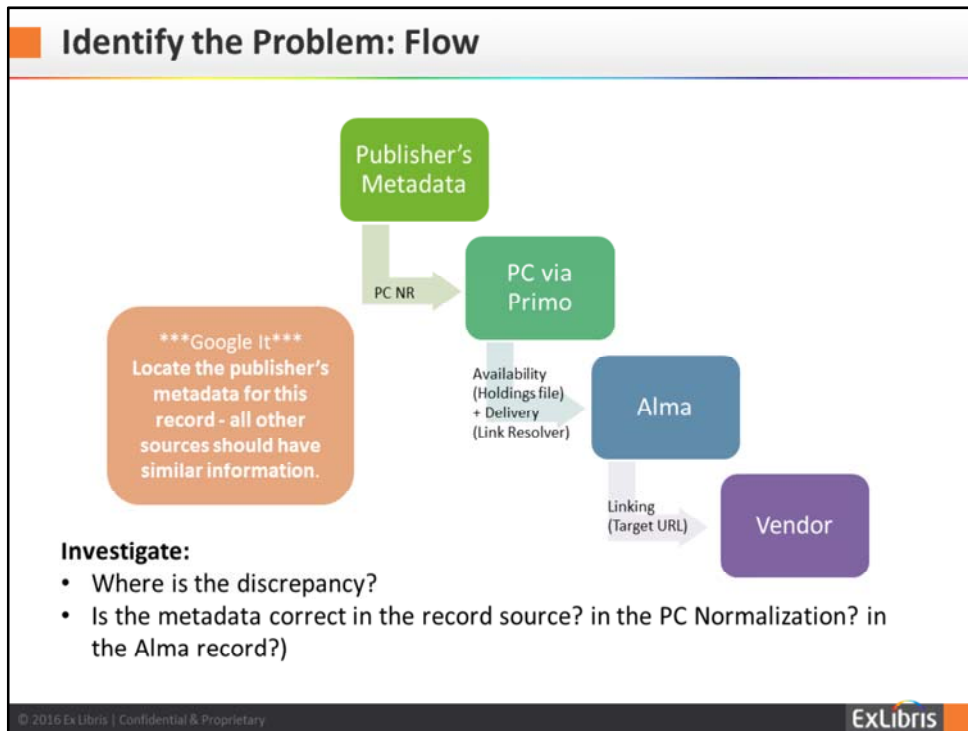 Identify the Problem: Flow
Publisher's
Metadata
PC NR
PC via
Primo
***Google It***
Locate the publisher's
metadata for this
record - all other
sources should have
similar information.
Availability
(Holdings file)
+ Delivery
(Link Resolver)
Alma
Linking
(Target URL)
Vendor
Investigate:
• Where is the discrepancy?
• Is the metadata correct in the record source? in the PC Normalization? in
the Alma record?)
© 2016 Ex Libris | Confidential & Proprietary
ExLibris